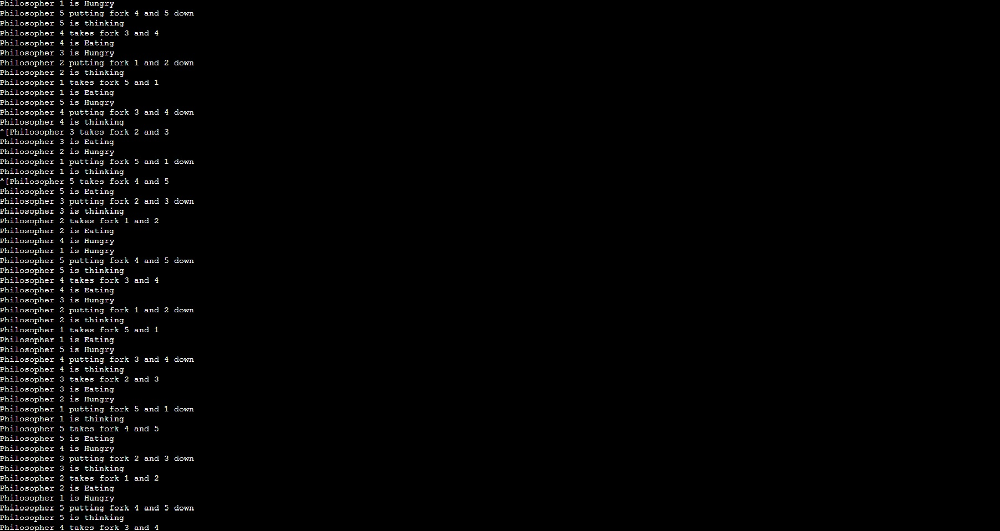 Philosopher 1 is Hungry
Philosopher 5 putting fork 4 and 5 down
Philosopher 5 is thinking
Philosopher 4 takes fork 3 and 4
Philosopher 4 is Eating
Philosopher 3 is Hungry
Philosopher 2 putting fork 1 and 2 down
Philosopher 2 is thinking
Philosopher 1 takes fork 5 and 1
Philosopher 1 is Eating
Philosopher 5 is Hungry
Philosopher 4 putting fork 3 and 4 down
Philosopher 4 is thinking
^[Philosopher 3 takes fork 2 and 3
Philosopher 3 is Eating
Philosopher 2 is Hungry
Philosopher 1 putting fork 5 and 1 down
Philosopher 1 is thinking
^[Philosopher 5 takes fork 4 and 5
Philosopher 5 is Eating
Philosopher 3 putting fork 2 and 3 down
Philosopher 3 is thinking
Philosopher 2 takes fork 1 and 2
Philosopher 2 is Eating
Philosopher 4 is Hungry
Philosopher 1 is Hungry
Philosopher 5 putting fork 4 and 5 down
Philosopher 5 is thinking
Philosopher 4 takes fork 3 and 4
Philosopher 4 is Eating
Philosopher 3 is Hungry
Philosopher 2 putting fork 1 and 2 down
Philosopher 2 is thinking
Philosopher 1 takes fork 5 and 1
Philosopher 1 is Eating
Philosopher 5 is Hungry
Philosopher 4 putting fork 3 and 4 down
Philosopher 4 is thinking
Philosopher 3 takes fork 2 and 3
Philosopher 3 is Eating
Philosopher 2 is Hungry
Philosopher 1 putting fork 5 and 1 down
Philosopher 1 is thinking
Philosopher 5 takes fork 4 and 5
Philosopher 5 is Eating
Philosopher 4 is Hungry
Philosopher 3 putting fork 2 and 3 down
Philosopher 3 is thinking
Philosopher 2 takes fork 1 and 2
Philosopher 2 is Eating
Philosopher 1 is Hungry
Philosopher 5 putting fork 4 and 5 down
Philosopher 5 is thinking
Philosopher 4 takes fork 3 and 4